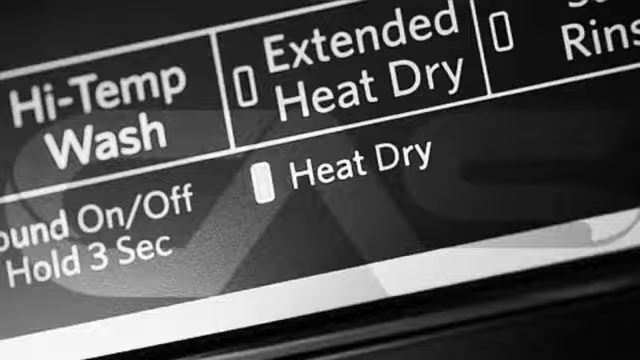 Hi-Temp
Wash
Extended
Heat Dry
Rins
Heat Dry
ound On/Off
Hold 3 Sec